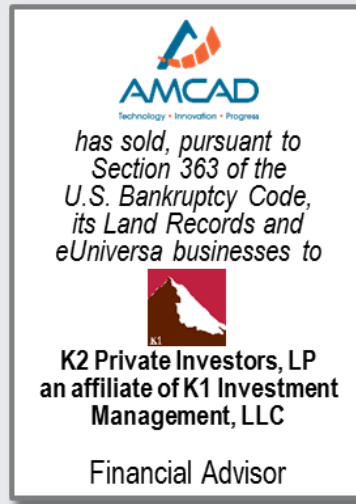 AMCAD
Technology • Innovation • Progress
has sold, pursuant to
Section 363 of the
U.S. Bankruptcy Code,
its Land Records and
eUniversa businesses to
K1
K2 Private Investors, LP
an affiliate of K1 Investment
Management, LLC
Financial Advisor